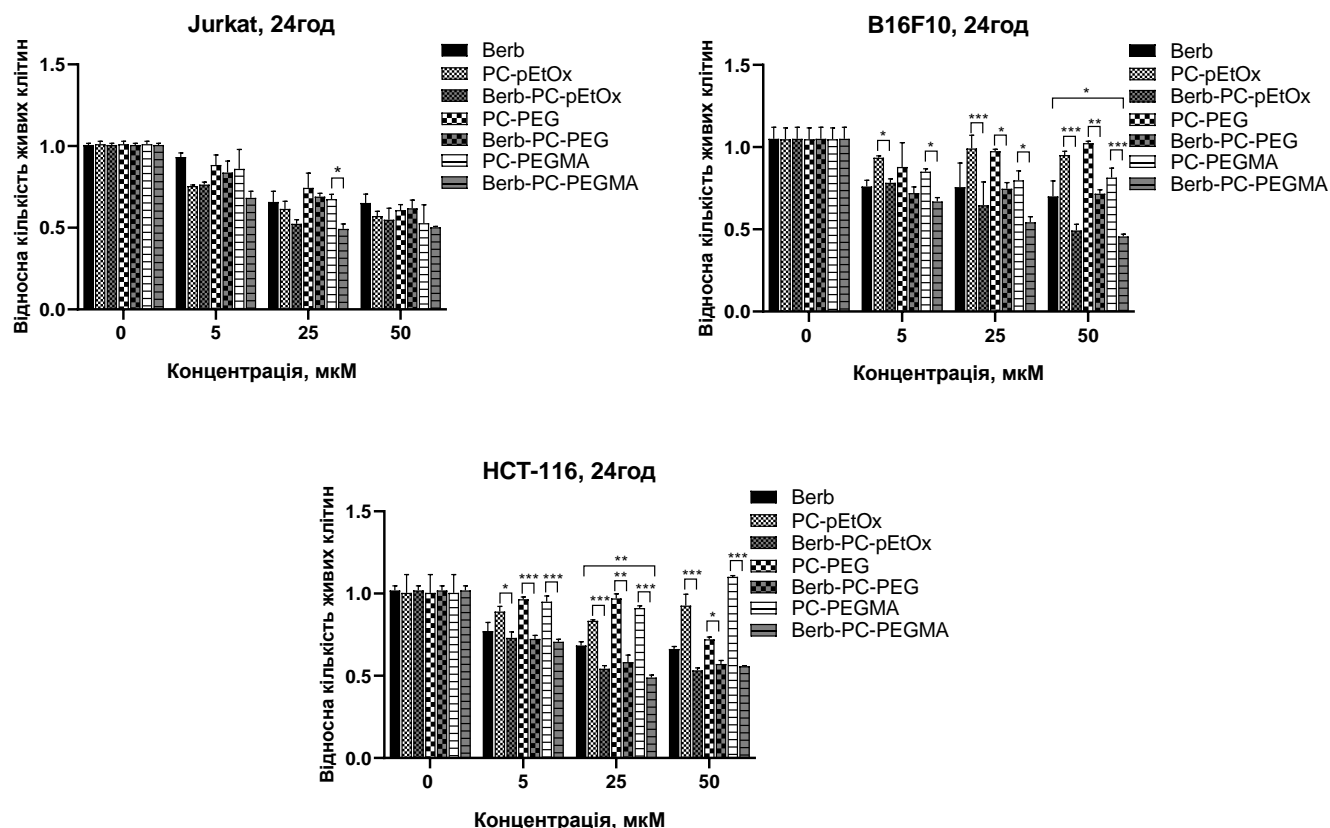 Jurkat, 24год
Відносна кількість живих клітин
1.5
1.0
0.5
0.0
0
5
25
50
Концентрація, мкМ
*
Berb
PC-pEtOx
Berb-PC-pEtOx
PC-PEG
Berb-PC-PEG
PC-PEGMA
Berb-PC-PEGMA
B16F10, 24год
Відносна кількість живих клітин
1.5
1.0
0.5
0.0
0
5
25
50
Концентрація, мкМ
*
*
***
*
*
*
***
**
***
Berb
PC-pEtOx
Berb-PC-pEtOx
PC-PEG
Berb-PC-PEG
PC-PEGMA
Berb-PC-PEGMA
HCT-116, 24год
Відносна кількість живих клітин
1.5
1.0
0.5
0.0
0
5
25
50
Концентрація, мкМ
*
***
***
**
***
**
***
***
*
***
Berb
PC-pEtOx
Berb-PC-pEtOx
PC-PEG
Berb-PC-PEG
PC-PEGMA
Berb-PC-PEGMA